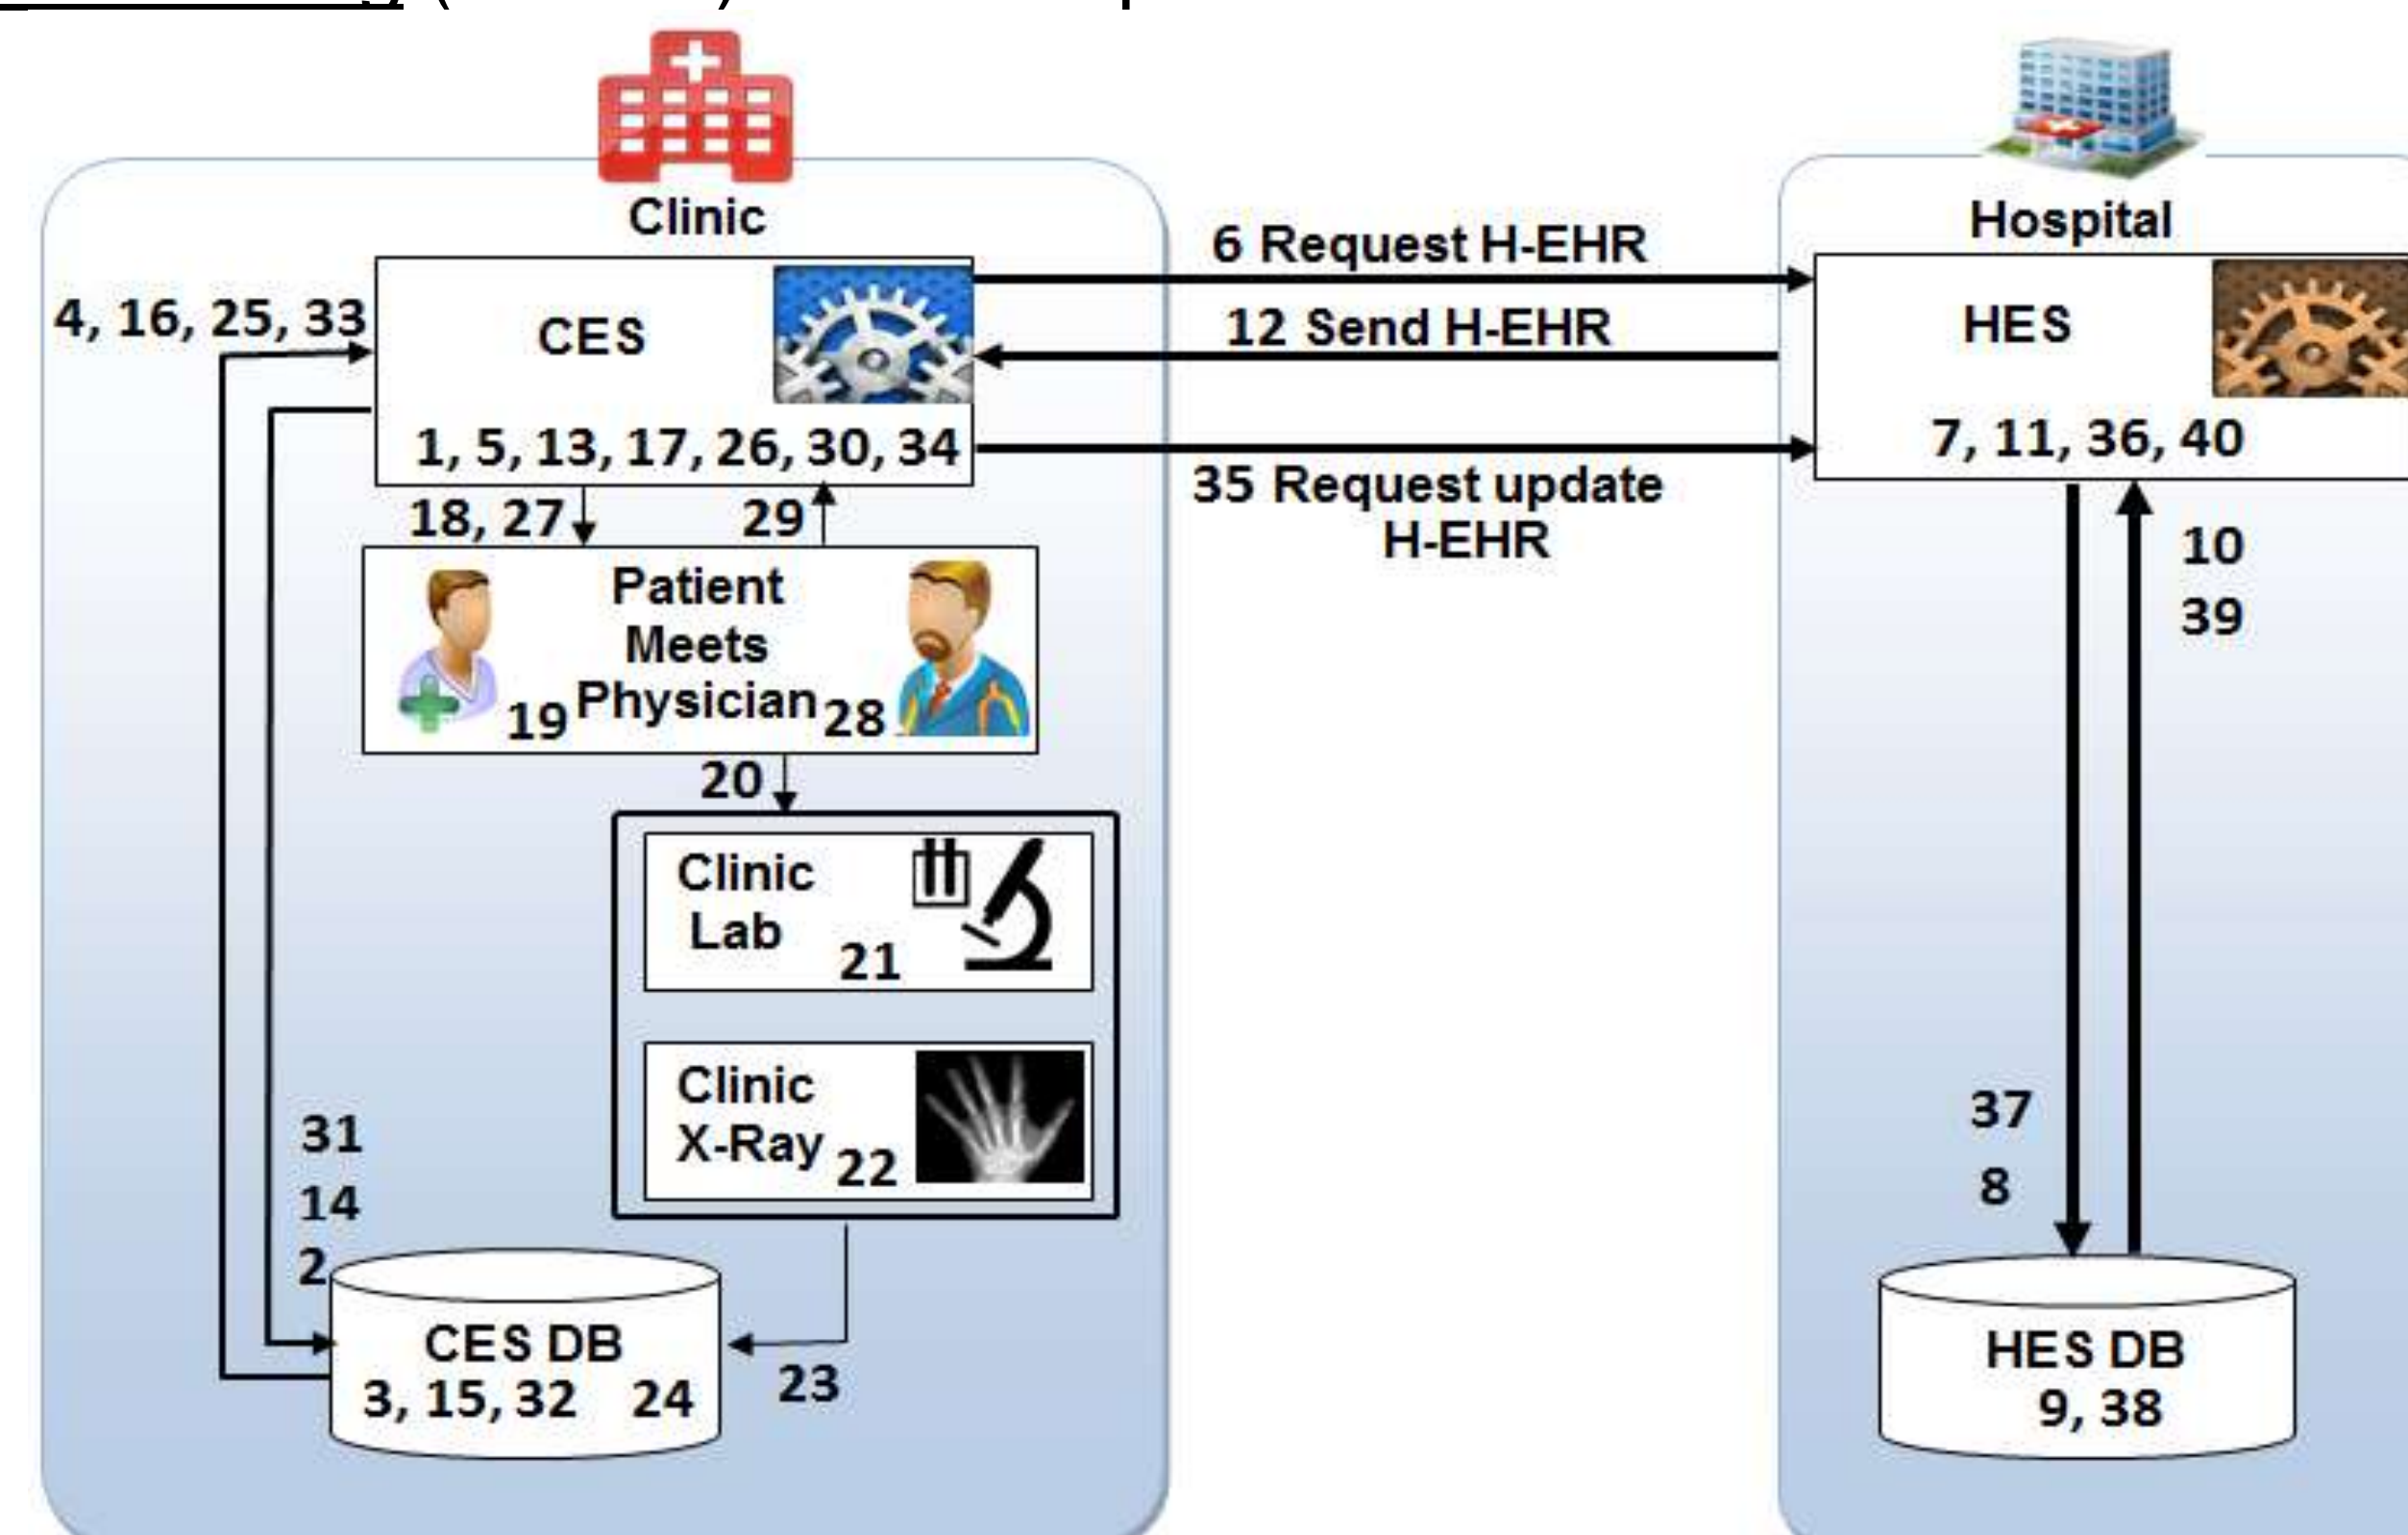 Clinic
Hospital
6 Request H-EHR
4, 16, 25, 33
CES
12 Send H-EHR
HES
1, 5, 13, 17, 26, 30, 34
7, 11, 36, 40
35 Request update
H-EHR
18, 27
29
10
39
Patient
Meets
Physician
19
28
20
Clinic
Lab
21
Clinic
X-Ray
22
31
14
2
37
8
CES DB
3, 15, 32 24
23
HES DB
9, 38